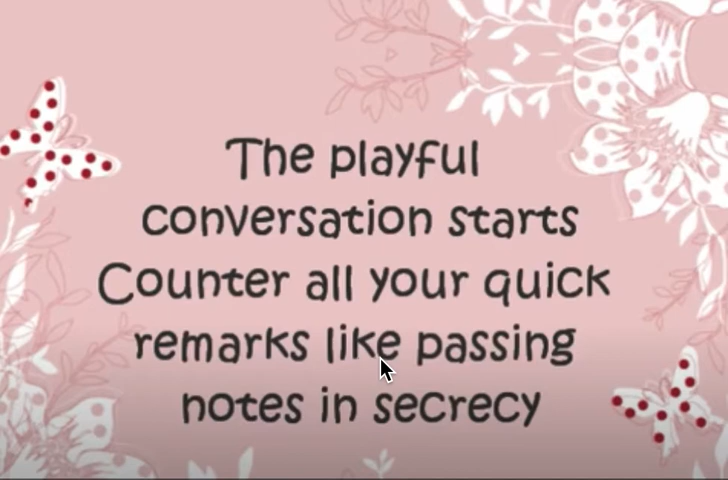 The playful
conversation starts
Counter all your quick
remarks like passing
notes in secrecy